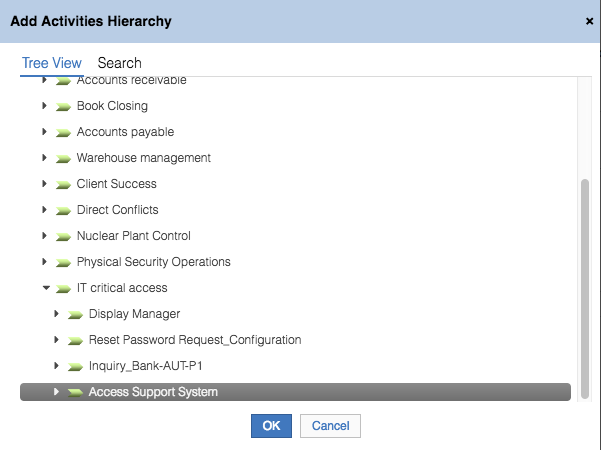 Add Activities Hierarchy ×
Tree View Search
Accounts receivable
Book Closing
Accounts payable
Warehouse management
Client Success
Direct Conflicts
Nuclear Plant Control
Physical Security Operations
IT critical access
Display Manager
Reset Password Request_Configuration
Inquiry_Bank-AUT-P1
Access Support System
OK Cancel